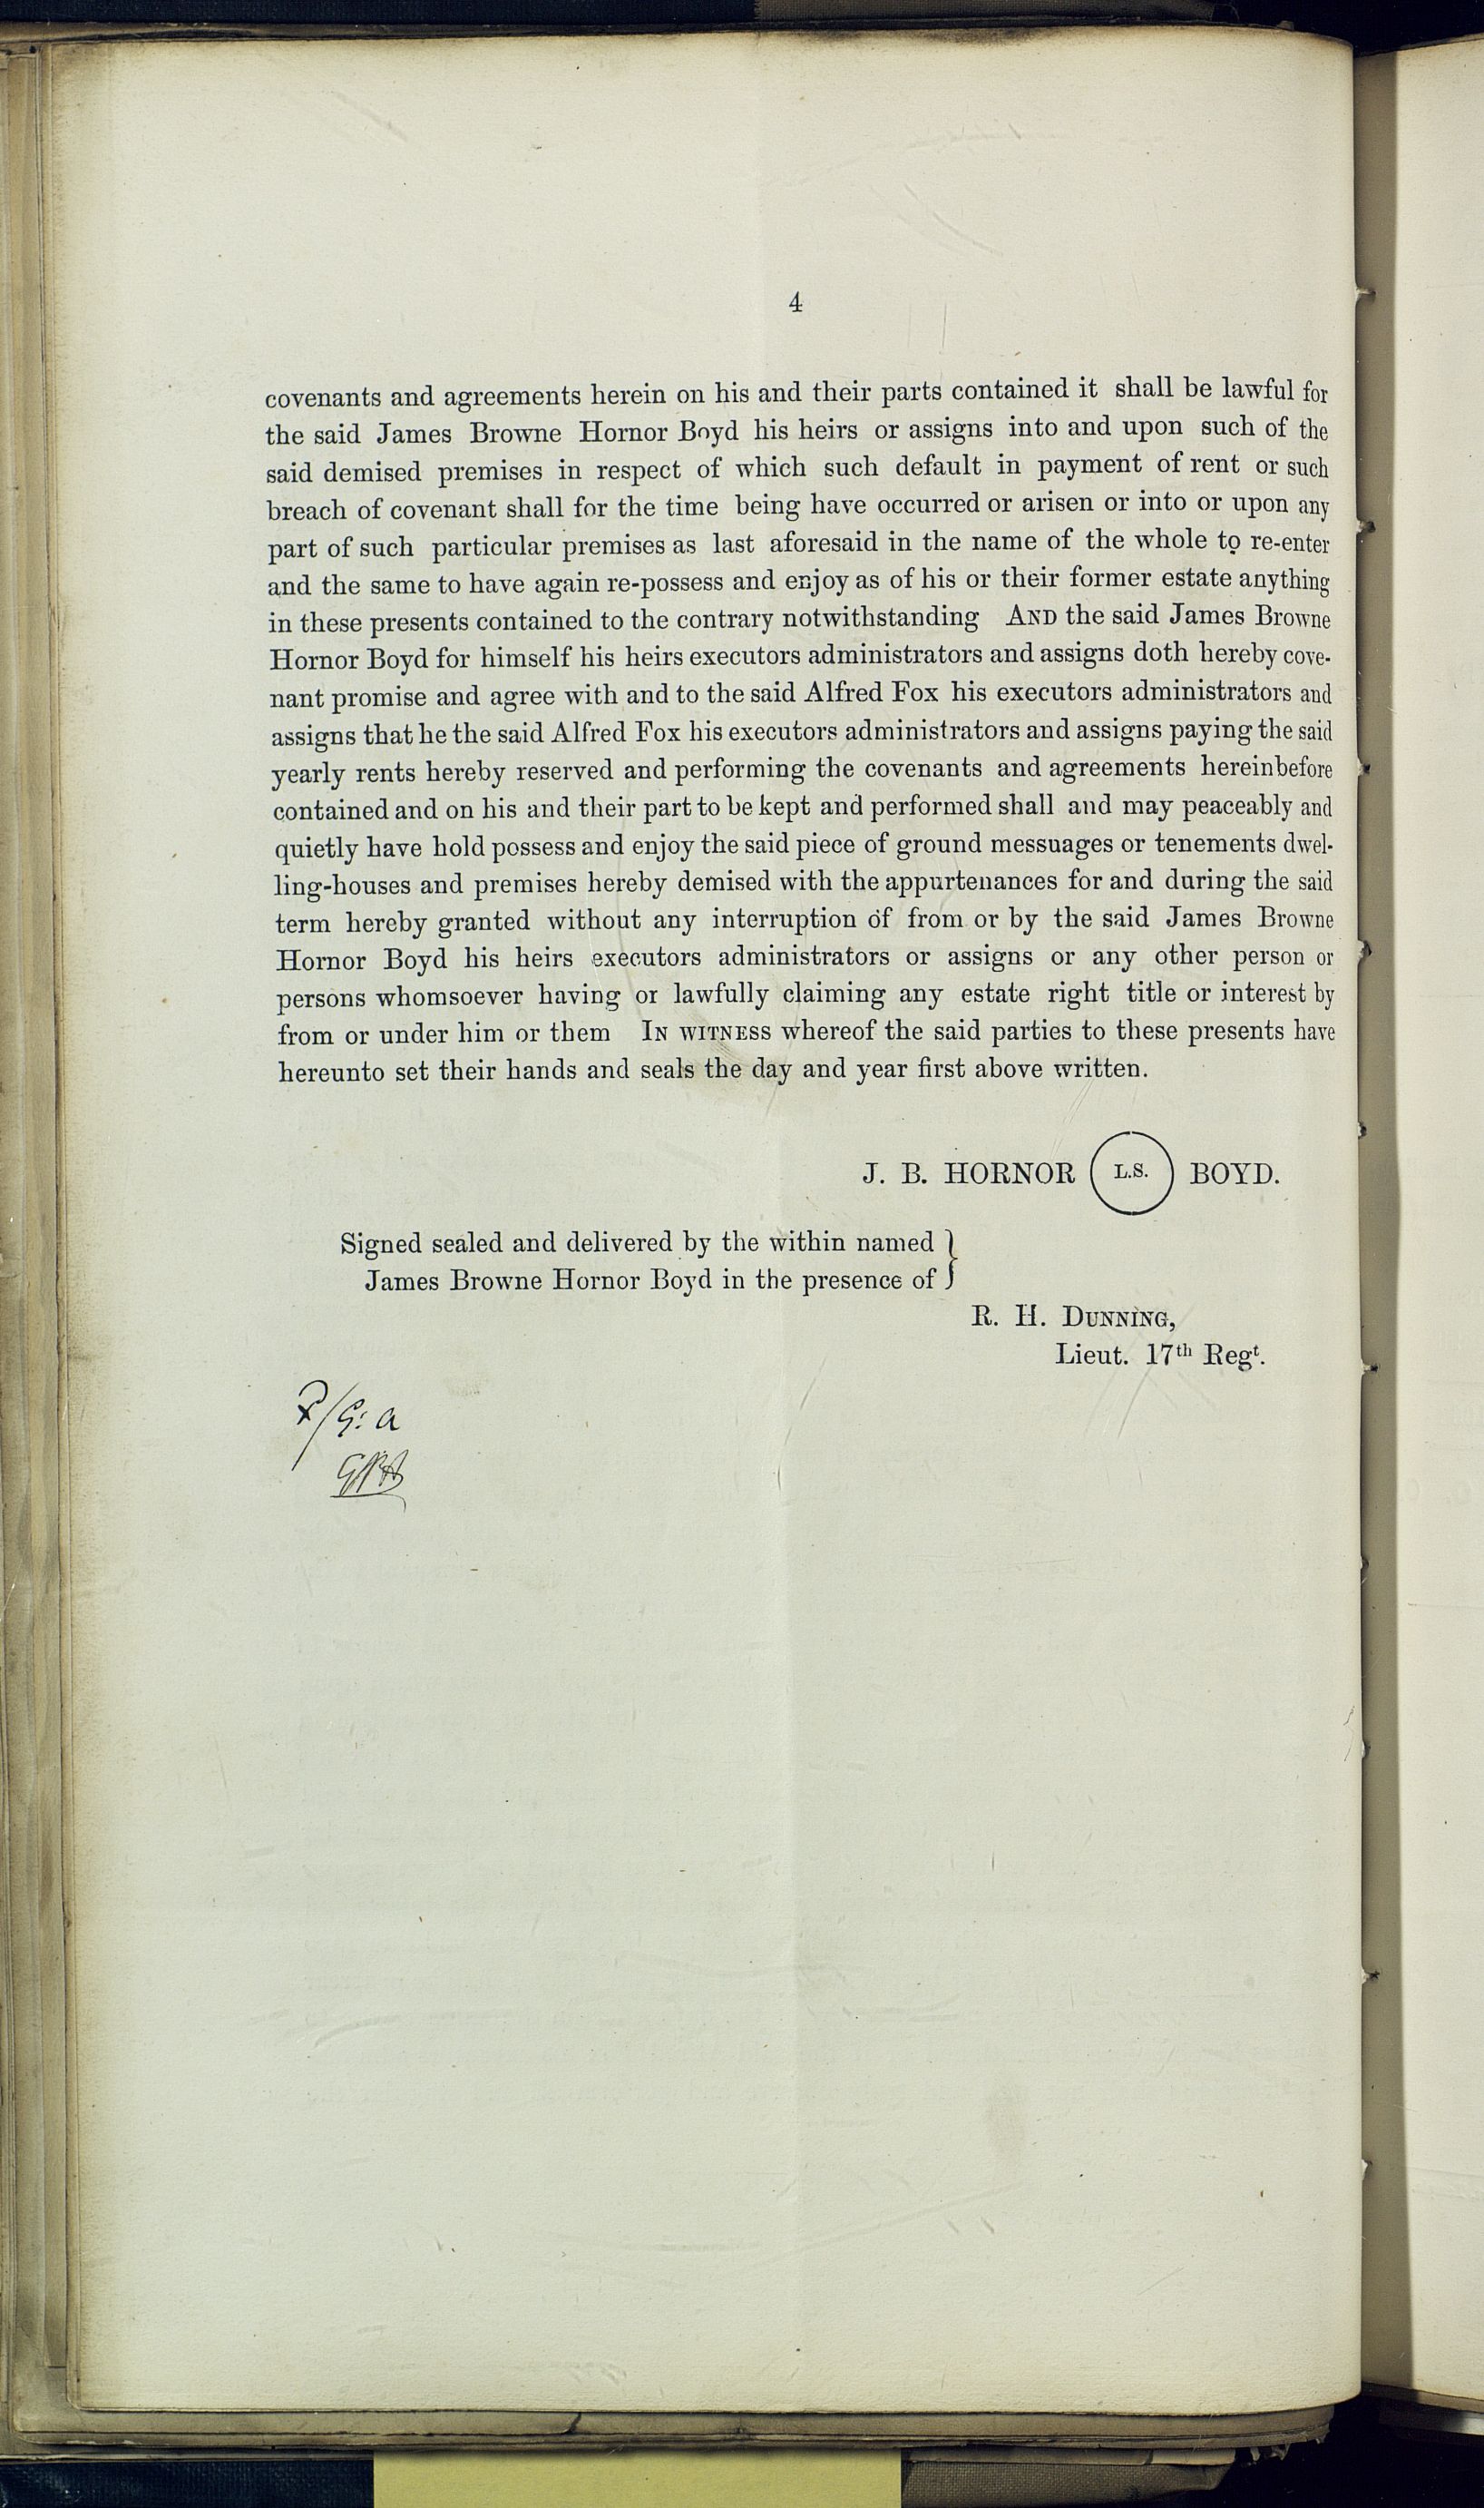 4
covenants and agreements herein on his and their parts contained it shall be lawful for
the said James Browne Hornor Boyd his heirs or assigns into and upon such of the
said demised premises in respect of which such default in payment of rent or such
breach of covenant shall for the time being have occurred or arisen or into or upon any
part of such particular premises as last aforesaid in the name of the whole to re-enter
and the same to have again re-possess and enjoy as of his or their former estate anything
in these presents contained to the contrary notwithstanding AND the said James Browne
Hornor Boyd for himself his heirs executors administrators and assigns doth hereby cove-
nant promise and agree with and to the said Alfred Fox his executors administrators and
assigns that he the said Alfred Fox his executors administrators and assigns paying the said
yearly rents hereby reserved and performing the covenants and agreements hereinbefore
contained and on his and their part to be kept and performed shall and may peaceably and
quietly have hold possess and enjoy the said piece of ground messuages or tenements dwel-
ling-houses and premises hereby demised with the appurtenances for and during the said
term hereby granted without any interruption of from or by the said James Browne
Hornor Boyd his heirs executors administrators or assigns or any other person or
persons whomsoever having or lawfully claiming any estate right title or interest by
from or under him or them IN WITNESS whereof the said parties to these presents have
hereunto set their hands and seals the day and year first above written.
J. B. HORNOR L.S. BOYD.
Signed sealed and delivered by the within named }
James Browne Hornor Boyd in the presence of
R. H. DUNNING,
Lieut. 17th Regt.